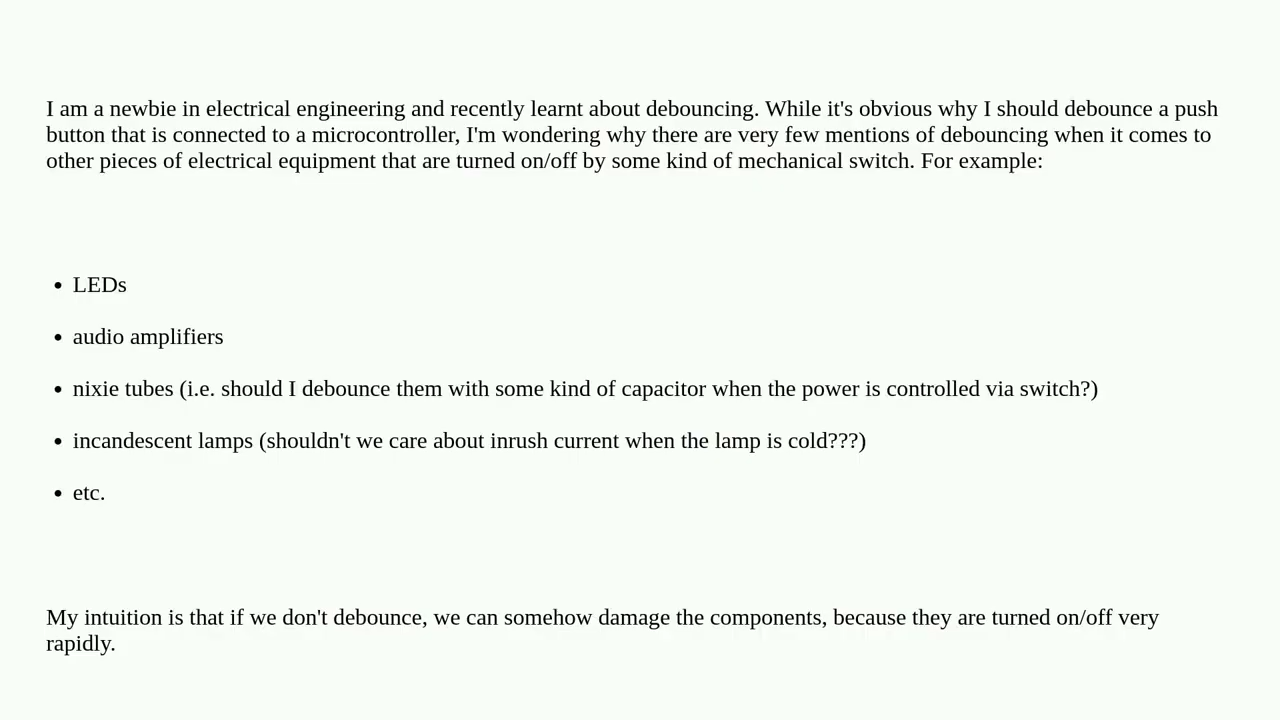 I am a newbie in electrical engineering and recently learnt about debouncing. While it's obvious why I should debounce a push
button that is connected to a microcontroller, I'm wondering why there are very few mentions of debouncing when it comes to
other pieces of electrical equipment that are turned on/off by some kind of mechanical switch. For example:
• LEDs
• audio amplifiers
• nixie tubes (i.e. should I debounce them with some kind of capacitor when the power is controlled via switch?)
• incandescent lamps (shouldn't we care about inrush current when the lamp is cold???)
• etc.
My intuition is that if we don't debounce, we can somehow damage the components, because they are turned on/off very
rapidly.